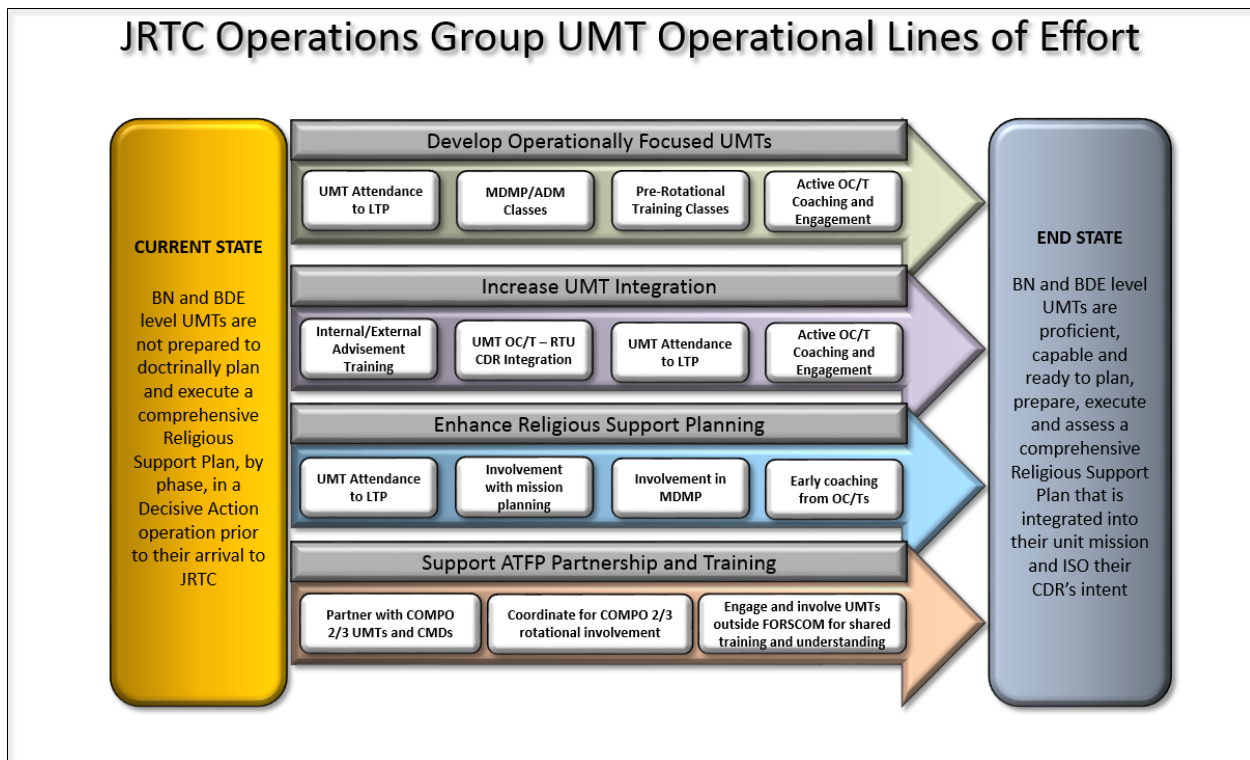 JRTC Operations Group UMT Operational Lines of Effort
CURRENT STATE
BN and BDE
level UMTs are
not prepared to
doctrinally plan
and execute a
comprehensive
Religious
Support Plan, by
phase, in a
Decisive Action
operation prior
to their arrival to
JRTC
Develop Operationally Focused UMTs
UMT Attendance
to LTP
MDMP/ADM
Classes
Pre-Rotational
Training Classes
Active OC/T
Coaching and
Engagement
Increase UMT Integration
Internal/External
Advisement
Training
UMT OC/T – RTU
CDR Integration
UMT Attendance
to LTP
Active OC/T
Coaching and
Engagement
Enhance Religious Support Planning
UMT Attendance
to LTP
Involvement
with mission
planning
Involvement in
MDMP
Early coaching
from OC/Ts
Support ATFP Partnership and Training
Partner with COMPO
2/3 UMTs and CMDs
Coordinate for COMPO 2/3
rotational involvement
Engage and involve UMTs
outside FORSCOM for shared
training and understanding
END STATE
BN and BDE level
UMTs are
proficient,
capable and
ready to plan,
prepare, execute
and assess a
comprehensive
Religious Support
Plan that is
integrated into
their unit mission
and ISO their
CDR's intent